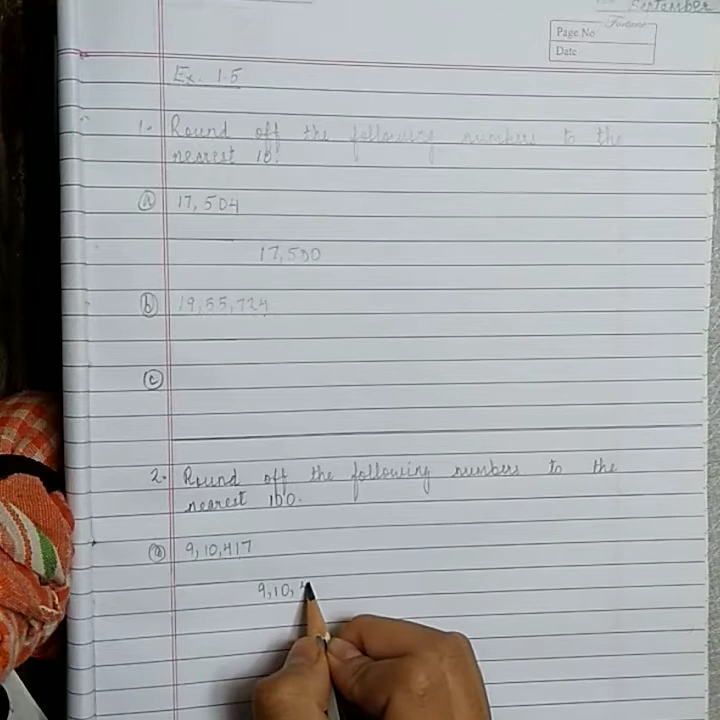 September
Page No
Date
Ex. 1.5
1. Round off the following numbers to the
nearest 10.
(a) 17,504
17,500
(b) 19,55,724
(c)
2. Round off the following numbers to the
nearest 100.
(a) 9,10,417
9,10,4